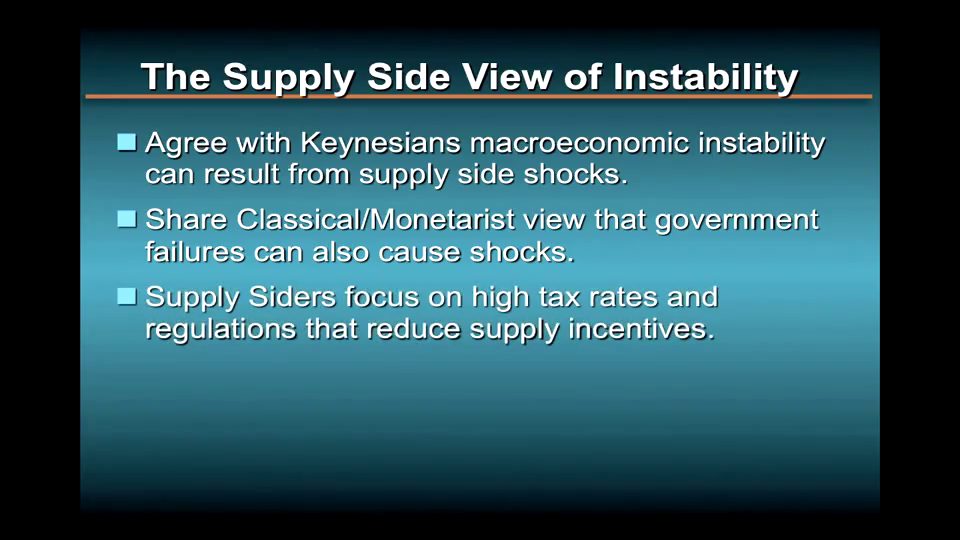 The Supply Side View of Instability
Agree with Keynesians macroeconomic instability
can result from supply side shocks.
Share Classical/Monetarist view that government
failures can also cause shocks.
Supply Siders focus on high tax rates and
regulations that reduce supply incentives.